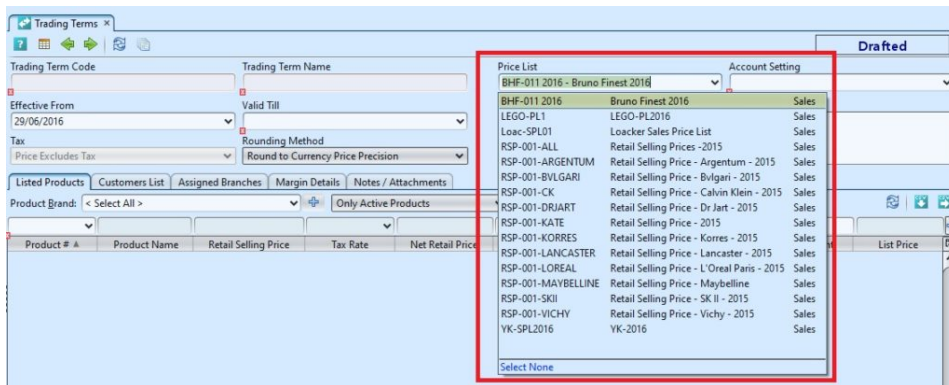 Trading Terms
Drafted
Trading Term Code Trading Term Name Price List Account Setting
BHF-011 2016 - Bruno Finest 2016
Effective From Valid Till
29/06/2016
Tax Rounding Method
Price Excludes Tax Round to Currency Price Precision
BHF-011 2016 Bruno Finest 2016 Sales
LEGO-PL1 LEGO-PL2016 Sales
Loac-SPL01 Loacker Sales Price List Sales
RSP-001-ALL Retail Selling Prices -2015 Sales
RSP-001-ARGENTUM Retail Selling Price - Argentum - 2015 Sales
RSP-001-BVLGARI Retail Selling Price - Bvlgari - 2015 Sales
RSP-001-CK Retail Selling Price - Calvin Klein - 2015 Sales
RSP-001-DRJART Retail Selling Price - Dr Jart - 2015 Sales
RSP-001-KATE Retail Selling Price - 2015 Sales
RSP-001-KORRES Retail Selling Price - Korres - 2015 Sales
RSP-001-LANCASTER Retail Selling Price - Lancaster - 2015 Sales
RSP-001-LOREAL Retail Selling Price - L'Oreal Paris - 2015 Sales
RSP-001-MAYBELLINE Retail Selling Price - Maybelline Sales
RSP-001-SKII Retail Selling Price - SK II - 2015 Sales
RSP-001-VICHY Retail Selling Price - Vichy - 2015 Sales
YK-SPL2016 YK-2016 Sales
Select None
Listed Products Customers List Assigned Branches Margin Details Notes / Attachments
Product Brand: < Select All > Only Active Products
Product # Product Name Retail Selling Price Tax Rate Net Retail Price List Price